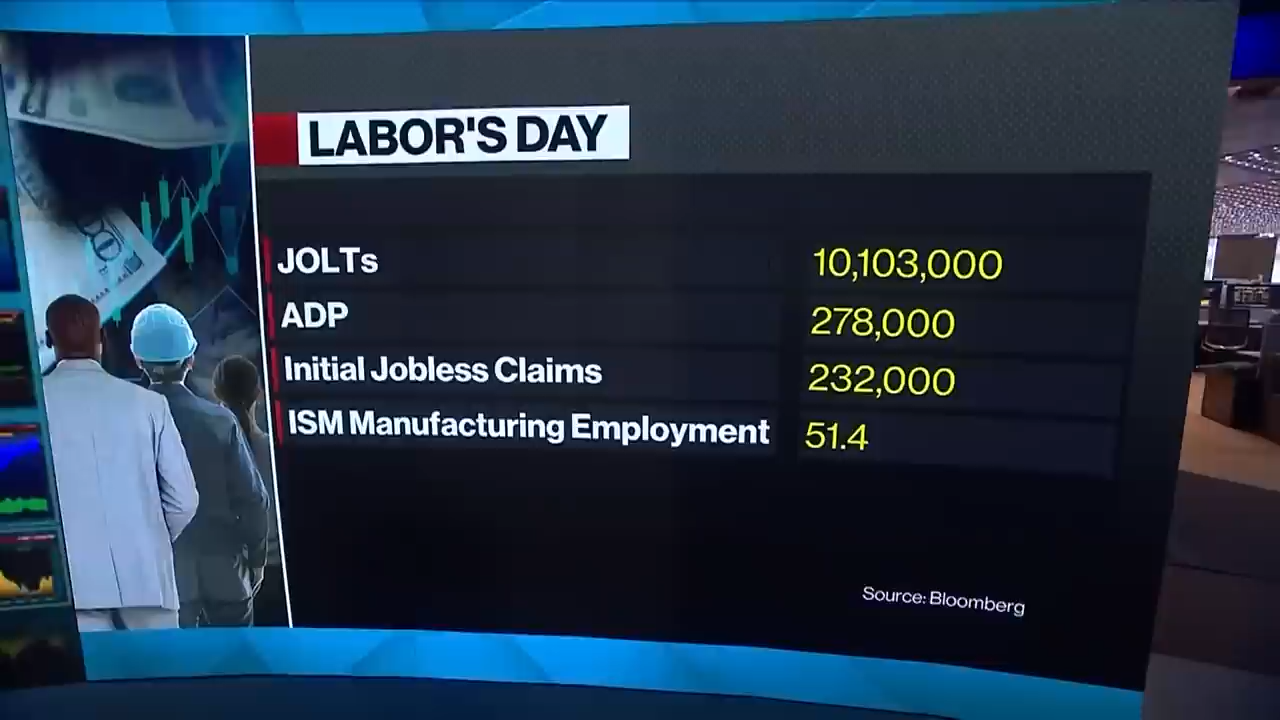 LABOR'S DAY
JOLTs 10,103,000
ADP 278,000
Initial Jobless Claims 232,000
ISM Manufacturing Employment 51.4
Source: Bloomberg